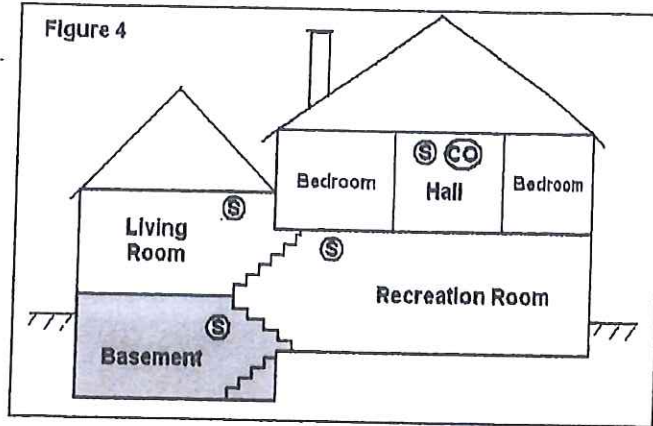 Figure 4
S CO
Bedroom Hall Bedroom
S
Living
Room
S
Recreation Room
S
Basement